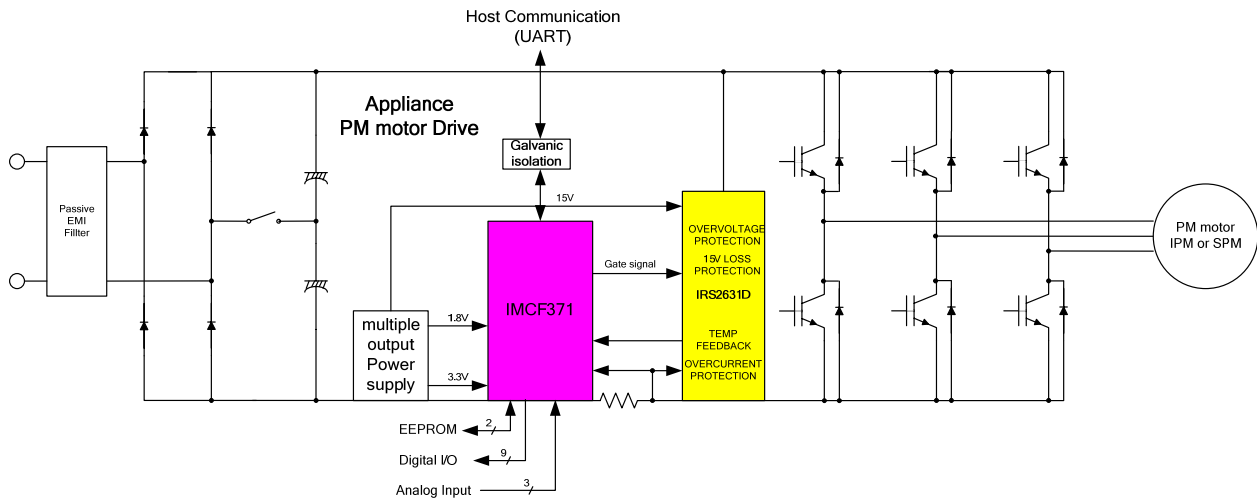 Host Communication
(UART)
Appliance
PM motor Drive
Galvanic
isolation
Passive
EMI
Fillter
15V
OVERVOLTAGE
PROTECTION
15V LOSS
PROTECTION
IRS2631D
Gate signal
IMCF371
TEMP
FEEDBACK
OVERCURRENT
PROTECTION
PM motor
IPM or SPM
multiple
output
Power
supply
1.8V
3.3V
EEPROM
2
Digital I/O
9
Analog Input
3